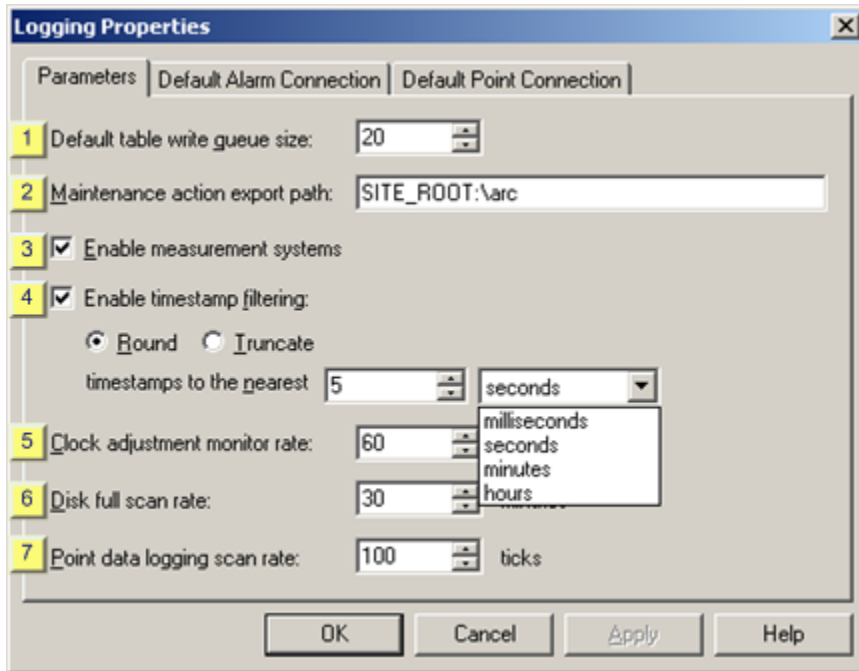 Logging Properties
Parameters Default Alarm Connection Default Point Connection
1 Default table write queue size: 20
2 Maintenance action export path: SITE_ROOT:\arc
3 Enable measurement systems
4 Enable timestamp filtering:
Round Truncate
timestamps to the nearest 5 seconds
milliseconds
seconds
minutes
hours
5 Clock adjustment monitor rate: 60
6 Disk full scan rate: 30
7 Point data logging scan rate: 100 ticks
OK Cancel Apply Help